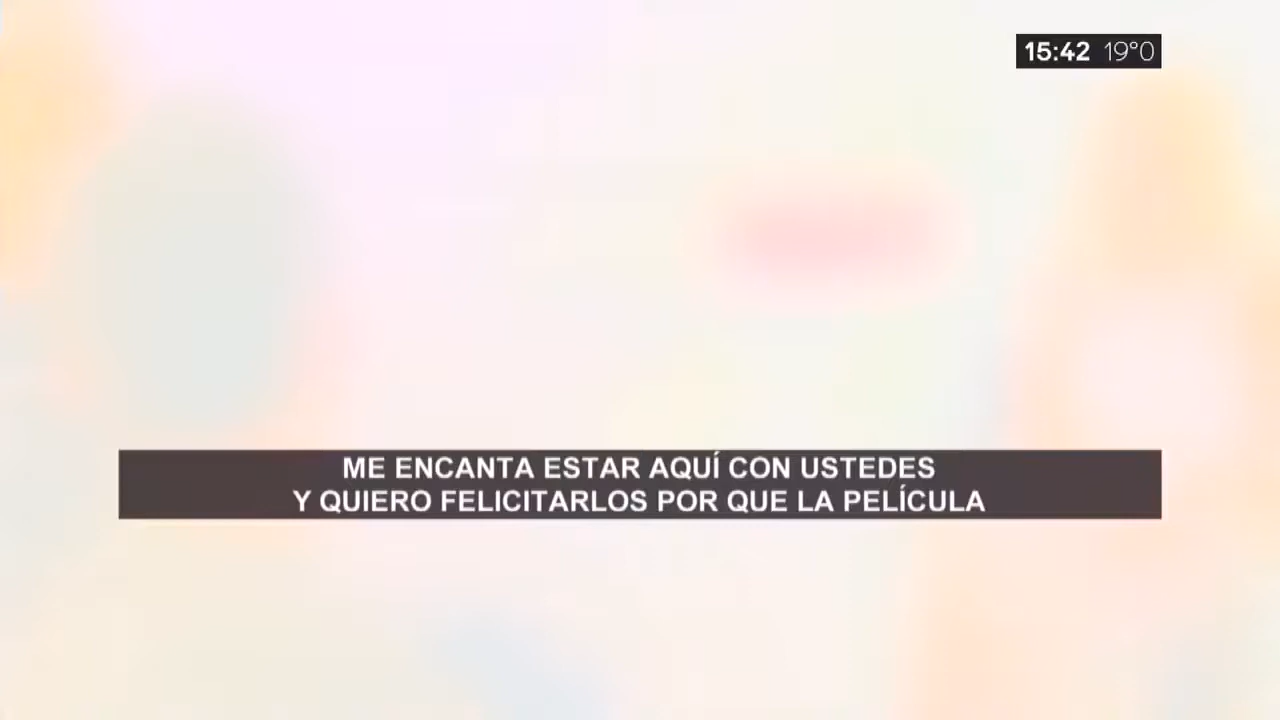 15:42 19°0
ME ENCANTA ESTAR AQUÍ CON USTEDES
Y QUIERO FELICITARLOS POR QUE LA PELÍCULA